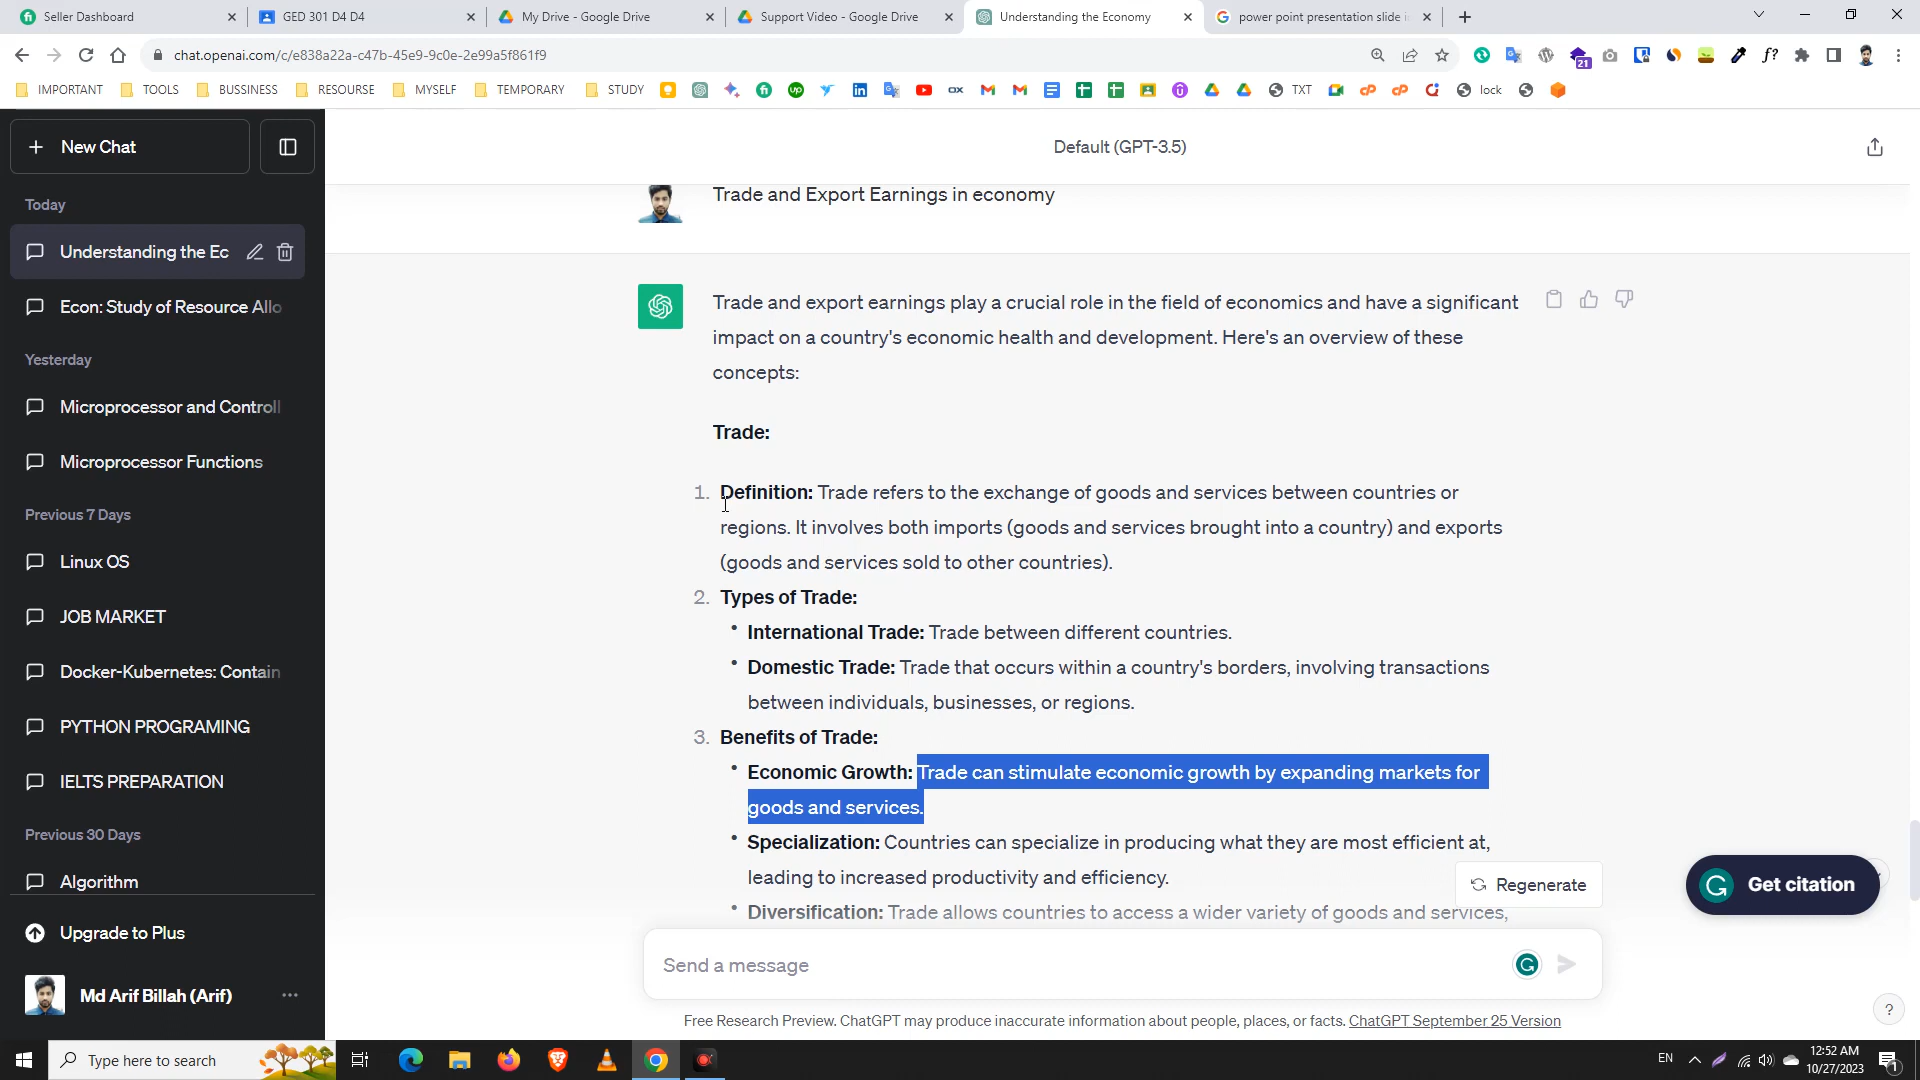 Seller Dashboard
GED 301 D4 D4
My Drive - Google Drive
Support Video - Google Drive
Understanding the Economy
power point presentation slide i
chat.openai.com/c/e838a22a-c47b-45e9-9c0e-2e99a5f861f9
IMPORTANT
TOOLS
BUSSINESS
RESOURSE
MYSELF
TEMPORARY
STUDY
TXT
lock
21
New Chat
Default (GPT-3.5)
Today
Understanding the Ec
Econ: Study of Resource Allo
Yesterday
Microprocessor and Controll
Microprocessor Functions
Previous 7 Days
Linux OS
JOB MARKET
Docker-Kubernetes: Contain
PYTHON PROGRAMING
IELTS PREPARATION
Previous 30 Days
Algorithm
Upgrade to Plus
Md Arif Billah (Arif)
Trade and Export Earnings in economy
Trade and export earnings play a crucial role in the field of economics and have a significant
impact on a country's economic health and development. Here's an overview of these
concepts:
Trade:
1. Definition: Trade refers to the exchange of goods and services between countries or
regions. It involves both imports (goods and services brought into a country) and exports
(goods and services sold to other countries).
2. Types of Trade:
• International Trade: Trade between different countries.
• Domestic Trade: Trade that occurs within a country's borders, involving transactions
between individuals, businesses, or regions.
3. Benefits of Trade:
• Economic Growth: Trade can stimulate economic growth by expanding markets for
goods and services.
• Specialization: Countries can specialize in producing what they are most efficient at,
leading to increased productivity and efficiency.
• Diversification: Trade allows countries to access a wider variety of goods and services,
Regenerate
Get citation
Send a message
Free Research Preview. ChatGPT may produce inaccurate information about people, places, or facts. ChatGPT September 25 Version
?
Type here to search
EN
12:52 AM
10/27/2023
1